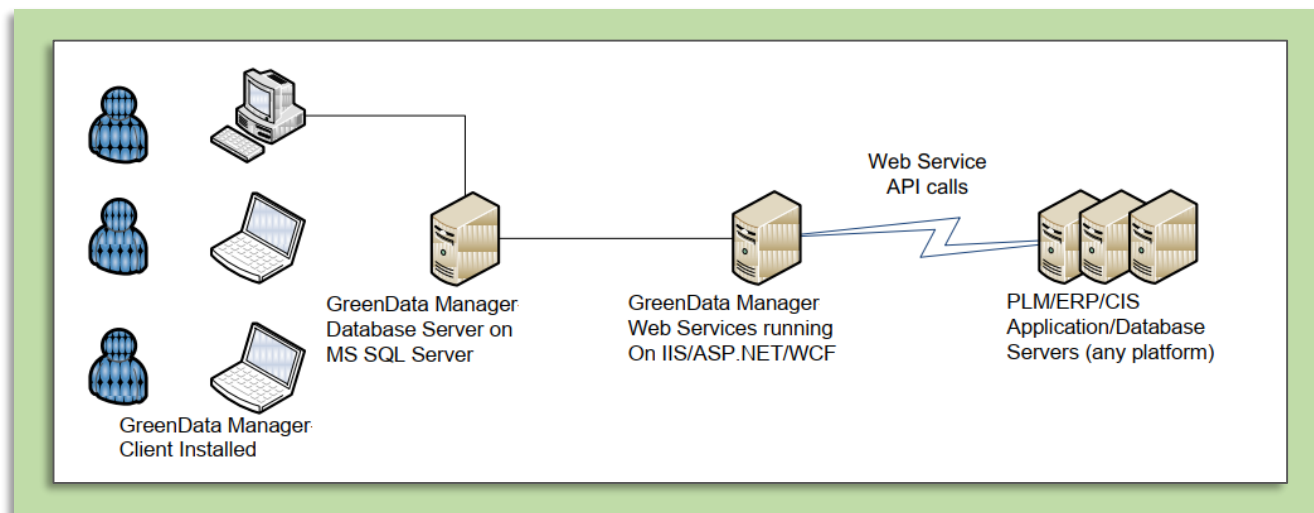 Web Service
API calls
GreenData Manager
Database Server on
MS SQL Server
GreenData Manager
Web Services running
On IIS/ASP.NET/WCF
PLM/ERP/CIS
Application/Database
Servers (any platform)
GreenData Manager
Client Installed